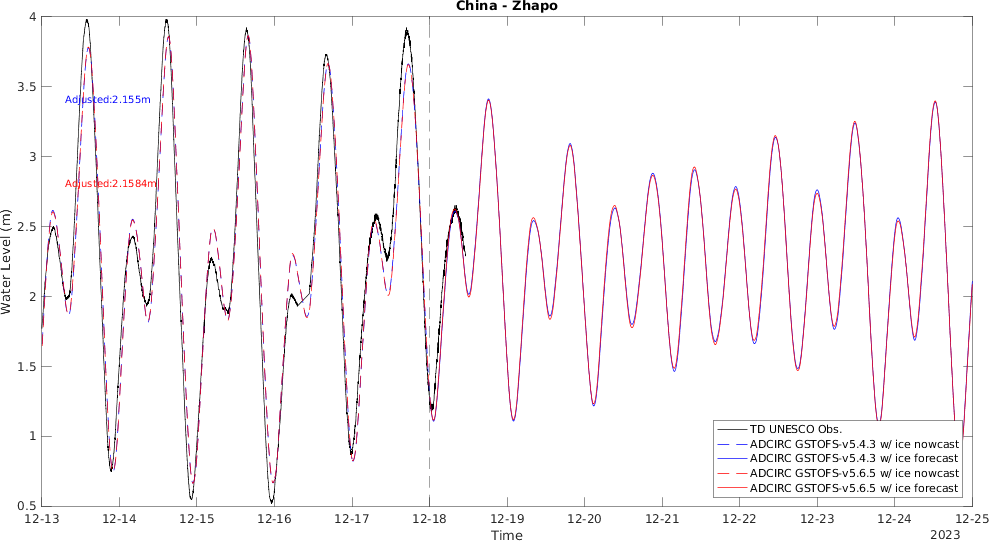 China - Zhapo
Water Level (m)
4
3.5
3
2.5
2
1.5
1
0.5
Adjusted:2.155m
Adjusted:2.1584m
TD UNESCO Obs.
ADCIRC GSTOFS-v5.4.3 w/ ice nowcast
ADCIRC GSTOFS-v5.4.3 w/ ice forecast
ADCIRC GSTOFS-v5.6.5 w/ ice nowcast
ADCIRC GSTOFS-v5.6.5 w/ ice forecast
12-13 12-14 12-15 12-16 12-17 12-18 12-19 12-20 12-21 12-22 12-23 12-24 12-25
Time
2023